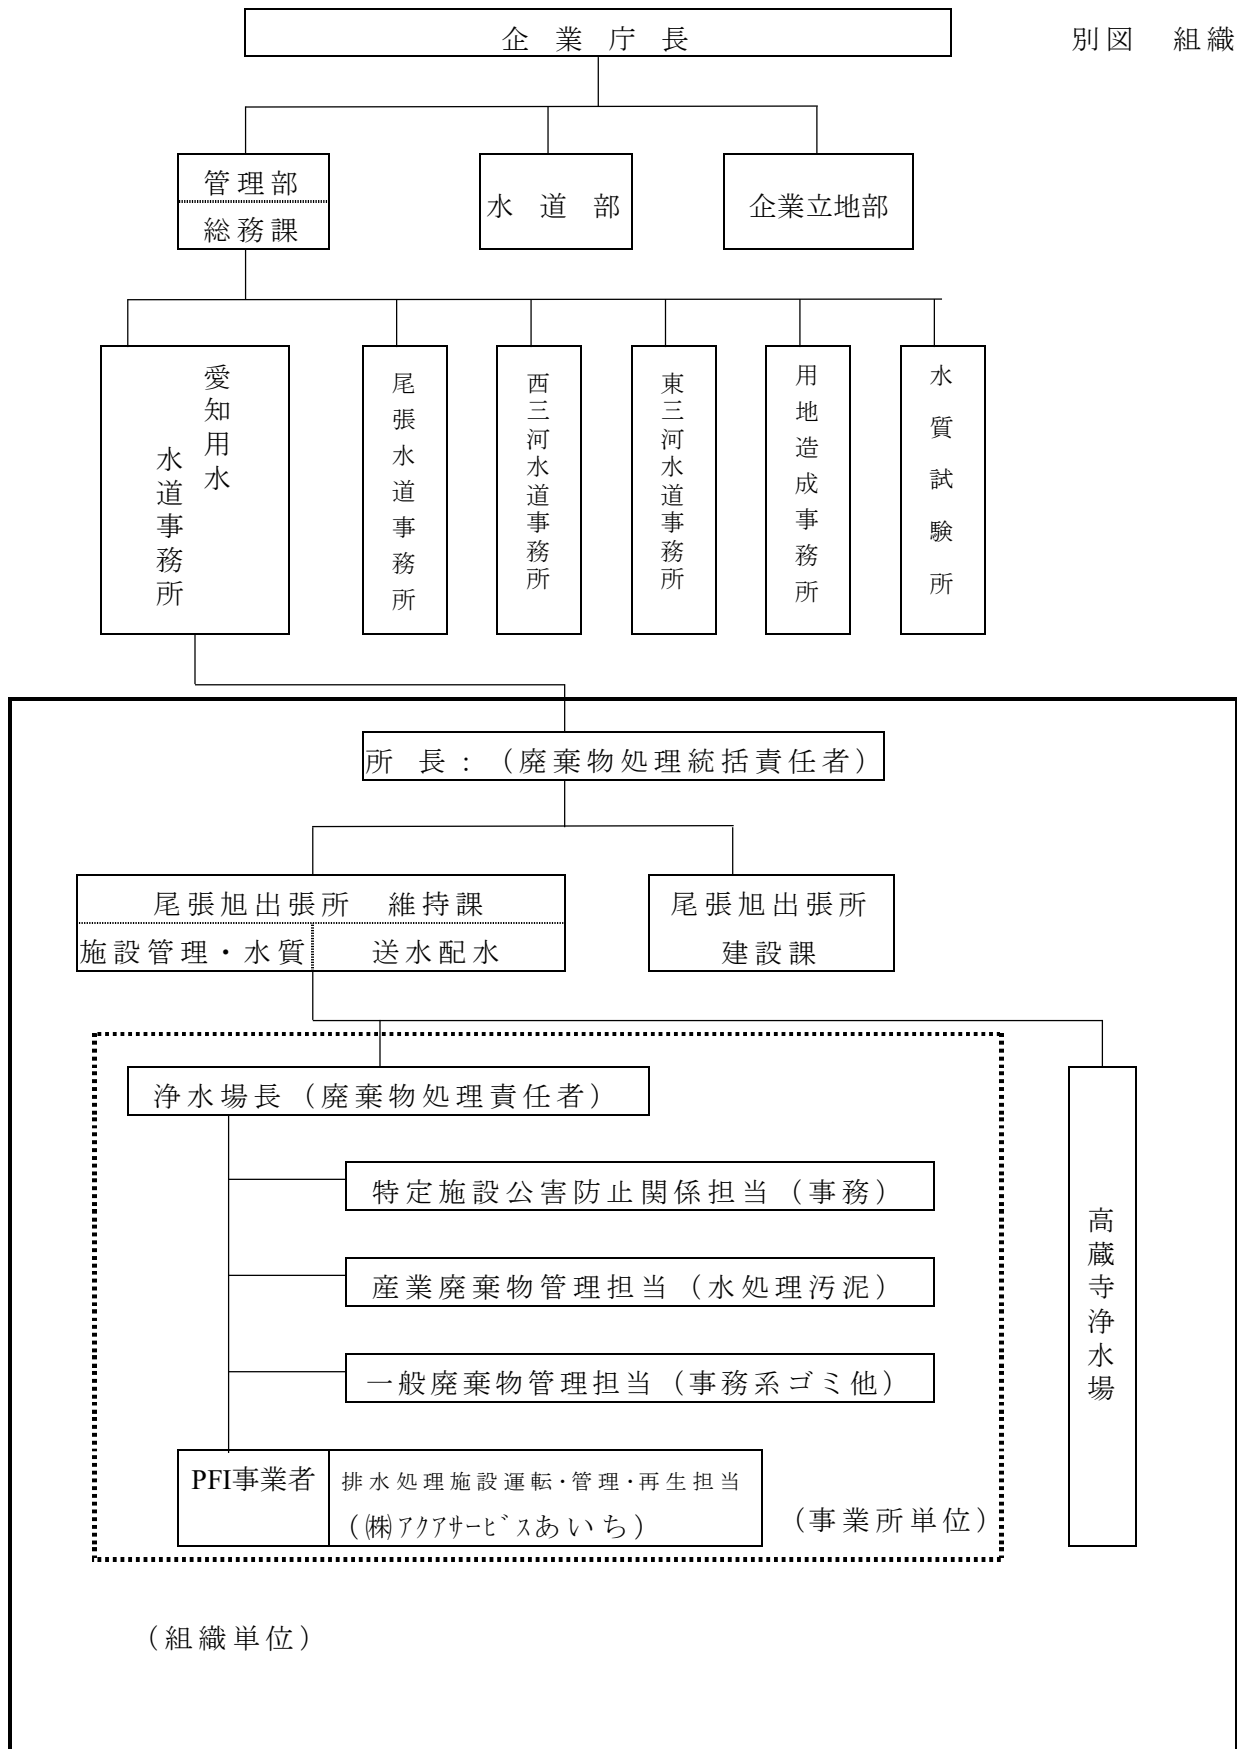 企業庁長
別図 組織
管理部
総務課
水道部
企業立地部
愛知用水
水道事務所
尾張水道事務所
西三河水道事務所
東三河水道事務所
用地造成事務所
水質試験所
所長:(廃棄物処理統括責任者)
尾張旭出張所 維持課
施設管理・水質
送水配水
尾張旭出張所
建設課
浄水場長(廃棄物処理責任者)
特定施設公害防止関係担当(事務)
産業廃棄物管理担当(水処理汚泥)
一般廃棄物管理担当(事務系ゴミ他)
PFI事業者
排水処理施設運転・管理・再生担当
(㈱アクアサービスあいち)
(事業所単位)
高蔵寺浄水場
(組織単位)